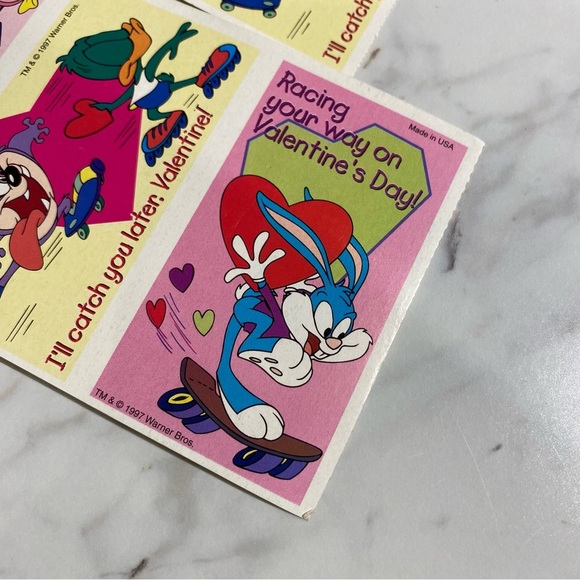 I'll catch
TM & © 1997 Warner Bros.
I'll catch you later, Valentine!
Racing
your way on
Valentine's Day!
Made in USA
TM & © 1997 Warner Bros.